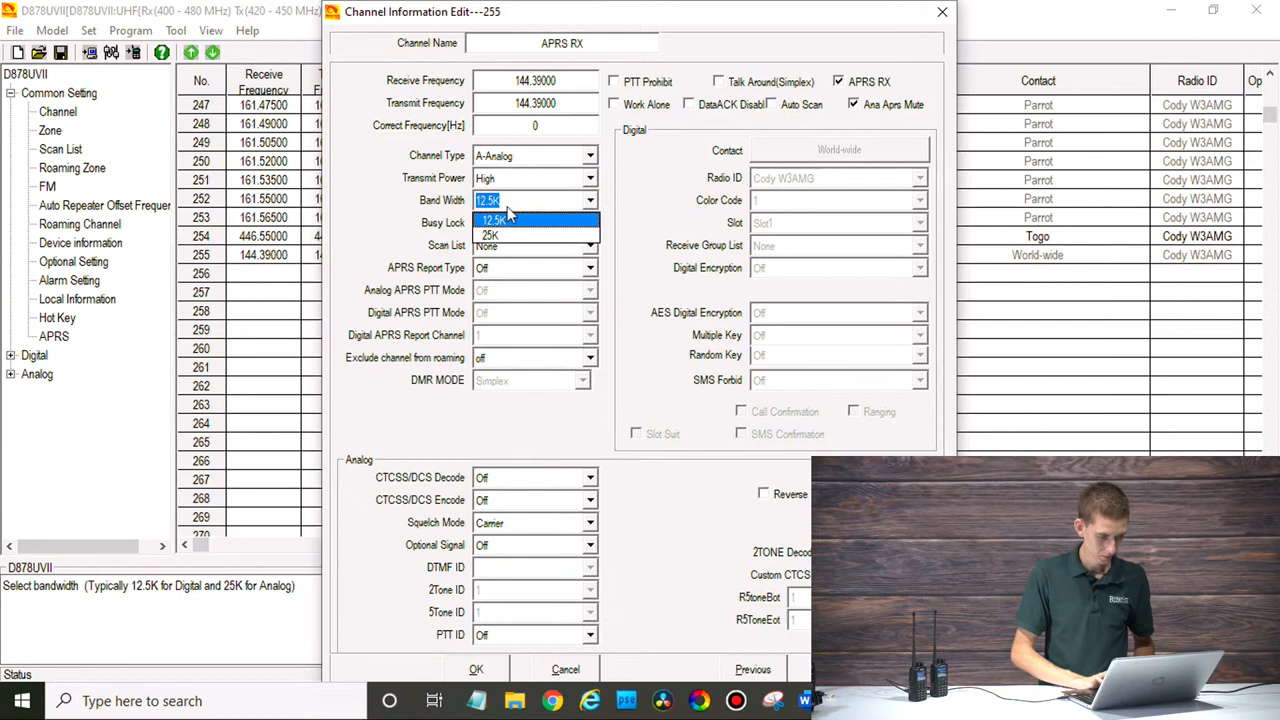 D878UVII(D878UVII:UHF{Rx(400 - 480 MHz) Tx(420 - 450 MHz)
File Model Set Program Tool View Help
D878UVII
Common Setting
Channel
Zone
Scan List
Roaming Zone
FM
Auto Repeater Offset Frequer
Roaming Channel
Device information
Optional Setting
Alarm Setting
Local Information
Hot Key
APRS
Digital
Analog
D878UVII
Select bandwidth (Typically 12.5K for Digital and 25K for Analog)
Status
No. Receive Frequency
247 161.47500
248 161.49000
250 161.50500
250 161.52000
251 161.53500
253 160.71000
254 446.55000
255 144.39000
256
257
258
259
260
261
262
263
264
265
266
267
268
269
270
Channel Information Edit---255
Channel Name APRS RX
Receive Frequency 144.39000
Transmit Frequency 144.39000
Correct Frequency[Hz] 0
PTT Prohibit Talk Around(Simplex) APRS RX
Work Alone DataACK Disabl Auto Scan Ana Aprs Mute
Channel Type A-Analog
Transmit Power High
Band Width 12.5K
12.5K
25K
Busy Lock
Scan List None
APRS Report Type Off
Analog APRS PTT Mode Off
Digital APRS PTT Mode Off
Digital APRS Report Channel 1
Exclude channel from roaming off
DMR MODE Simplex
Digital
Contact World-wide
Radio ID Cody W3AMG
Color Code 1
Slot Slot1
Receive Group List None
Digital Encryption Off
AES Digital Encryption Off
Multiple Key Off
Random Key Off
SMS Forbid Off
Call Confirmation Ranging
Slot Suit SMS Confirmation
Analog
CTCSS/DCS Decode Off
CTCSS/DCS Encode Off
Squelch Mode Carrier
Optional Signal Off
DTMF ID
2Tone ID 1
5Tone ID 1
PTT ID Off
Reverse
2TONE Decod
Custom CTCS
R5toneBot 1
R5ToneEot 1
OK Cancel Previous
Contact Radio ID Op
Parrot Cody W3AMG
Parrot Cody W3AMG
Parrot Cody W3AMG
Parrot Cody W3AMG
Parrot Cody W3AMG
Parrot Cody W3AMG
Togo Cody W3AMG
World-wide Cody W3AMG
Type here to search